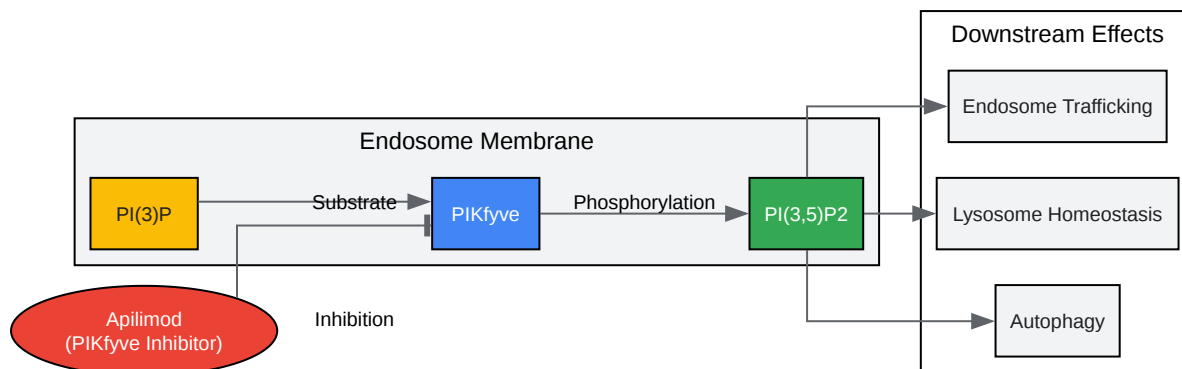 Downstream Effects
Endosome Trafficking
Endosome Membrane
PI(3)P
Substrate
PIKfyve
Phosphorylation
PI(3,5)P2
Lysosome Homeostasis
Apilimod
(PIKfyve Inhibitor)
Inhibition
Autophagy